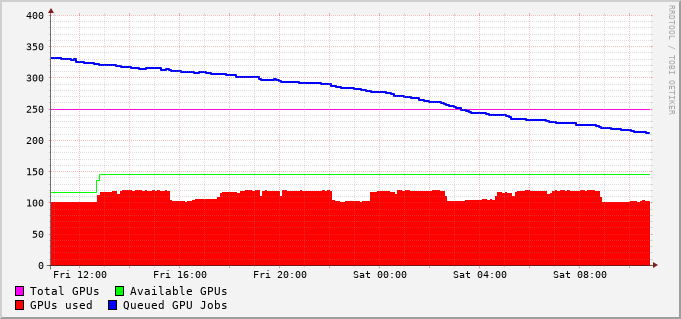 400
350
300
250
200
150
100
50
0
Fri 12:00 Fri 16:00 Fri 20:00 Sat 00:00 Sat 04:00 Sat 08:00
Total GPUs Available GPUs
GPUs used Queued GPU Jobs
RRDTOOL / TOBI OETIKER